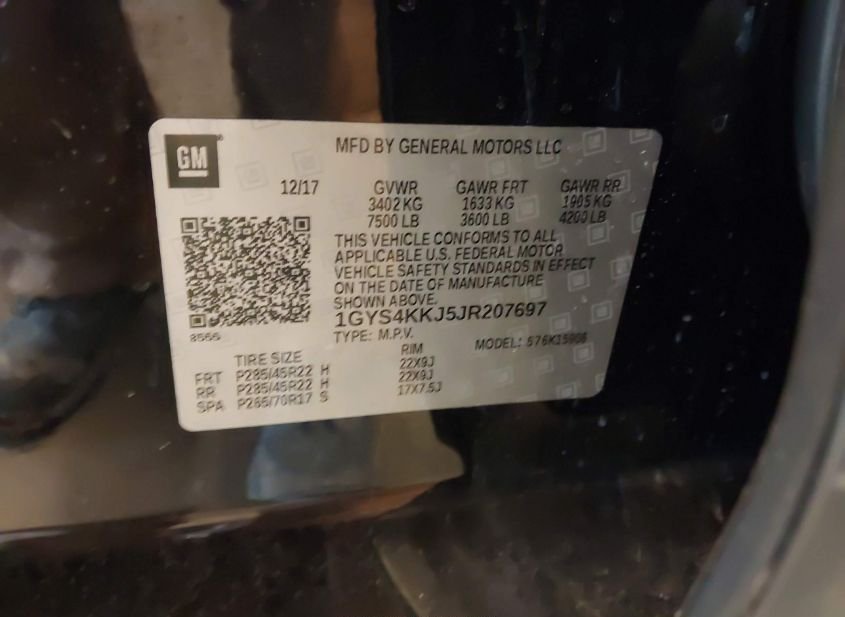 GM
MFD BY GENERAL MOTORS LLC
12/17 GVWR GAWR FRT GAWR RR
3402 KG 1633 KG 1905 KG
7500 LB 3600 LB 4200 LB
THIS VEHICLE CONFORMS TO ALL
APPLICABLE U.S. FEDERAL MOTOR
VEHICLE SAFETY STANDARDS IN EFFECT
ON THE DATE OF MANUFACTURE
SHOWN ABOVE.
1GYS4KKJ5JR207697
TYPE: M.P.V. MODEL:
TIRE SIZE RIM
FRT P285/45R22 H 22X9J
RR P285/45R22 H 22X9J
SPA P265/70R17 S 17X7.5J